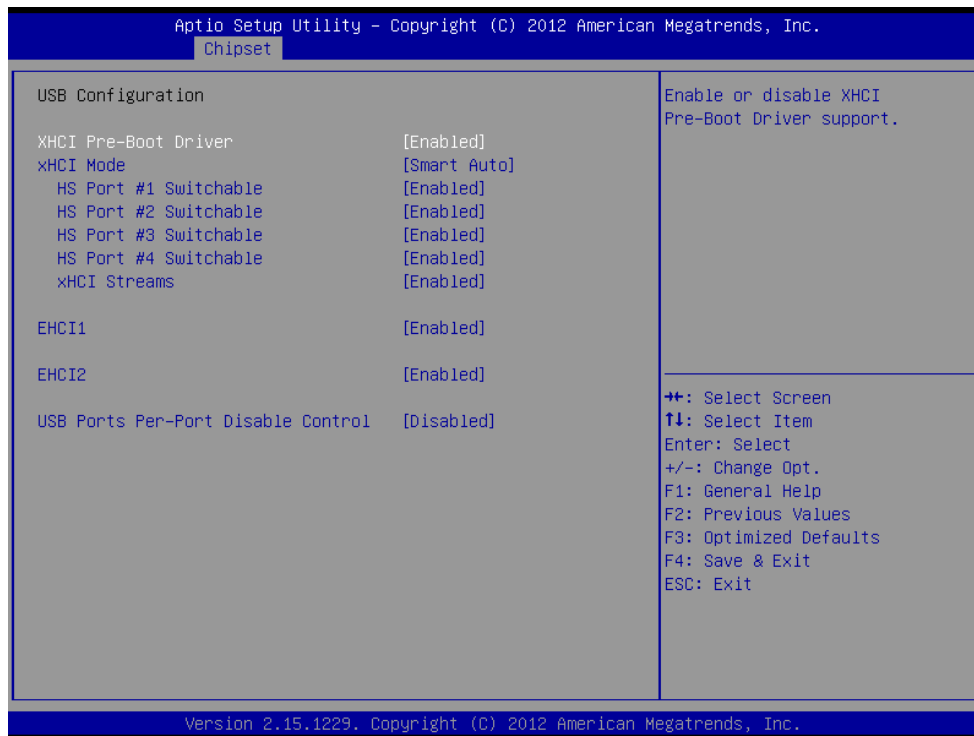 Aptio Setup Utility – Copyright (C) 2012 American Megatrends, Inc.
Chipset
USB Configuration
XHCI Pre-Boot Driver [Enabled]
xHCI Mode [Smart Auto]
HS Port #1 Switchable [Enabled]
HS Port #2 Switchable [Enabled]
HS Port #3 Switchable [Enabled]
HS Port #4 Switchable [Enabled]
xHCI Streams [Enabled]
EHCI1 [Enabled]
EHCI2 [Enabled]
USB Ports Per-Port Disable Control [Disabled]
Enable or disable XHCI
Pre-Boot Driver support.
→←: Select Screen
↑↓: Select Item
Enter: Select
+/-: Change Opt.
F1: General Help
F2: Previous Values
F3: Optimized Defaults
F4: Save & Exit
ESC: Exit
Version 2.15.1229. Copyright (C) 2012 American Megatrends, Inc.